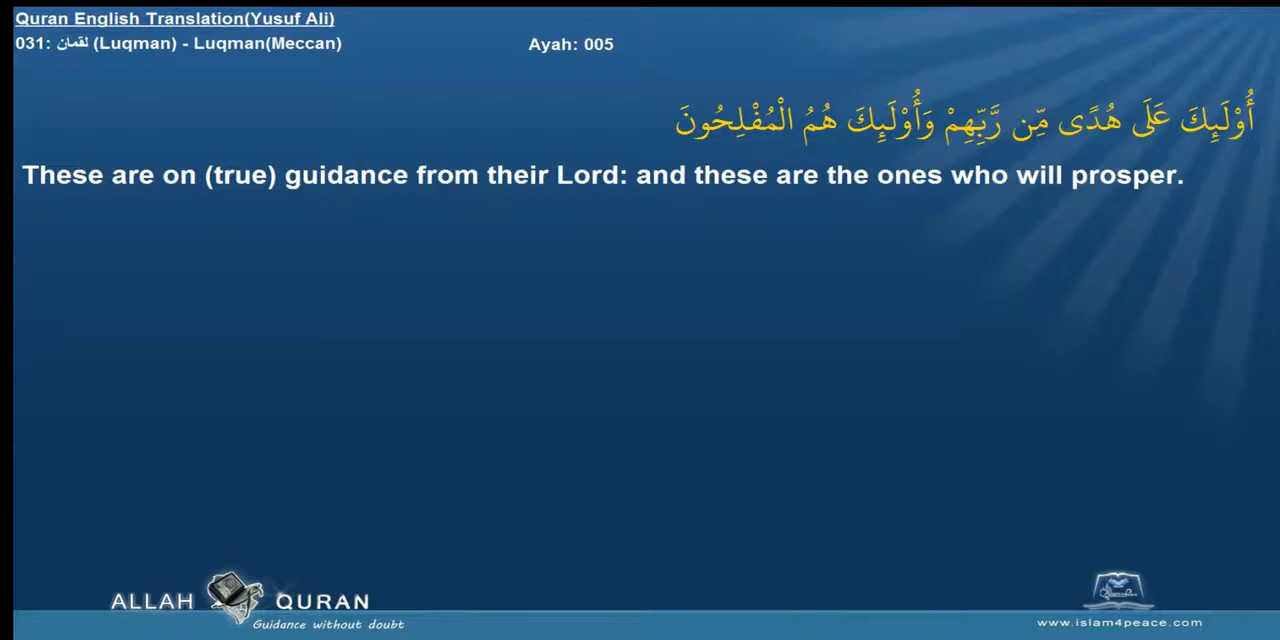 Quran English Translation(Yusuf Ali)
031: لقمان (Luqman) - Luqman(Meccan) Ayah: 005
أُوْلَئِكَ عَلَى هُدًى مِّن رَّبِّهِمْ وَأُوْلَئِكَ هُمُ الْمُفْلِحُونَ
These are on (true) guidance from their Lord: and these are the ones who will prosper.
ALLAH QURAN
Guidance without doubt
www.islam4peace.com